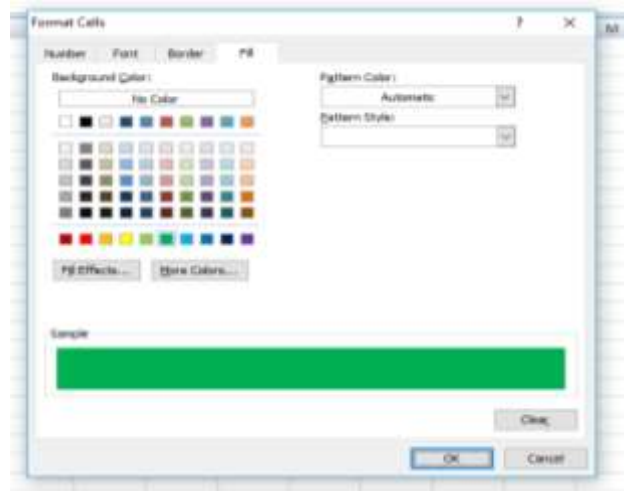 Format Cells
?
M
Number Font Border Fill
Background Color:
No Color
Pattern Color:
Automatic
Pattern Style:
Fill Effects...
More Colors...
Sample
Clear
OK
Cancel